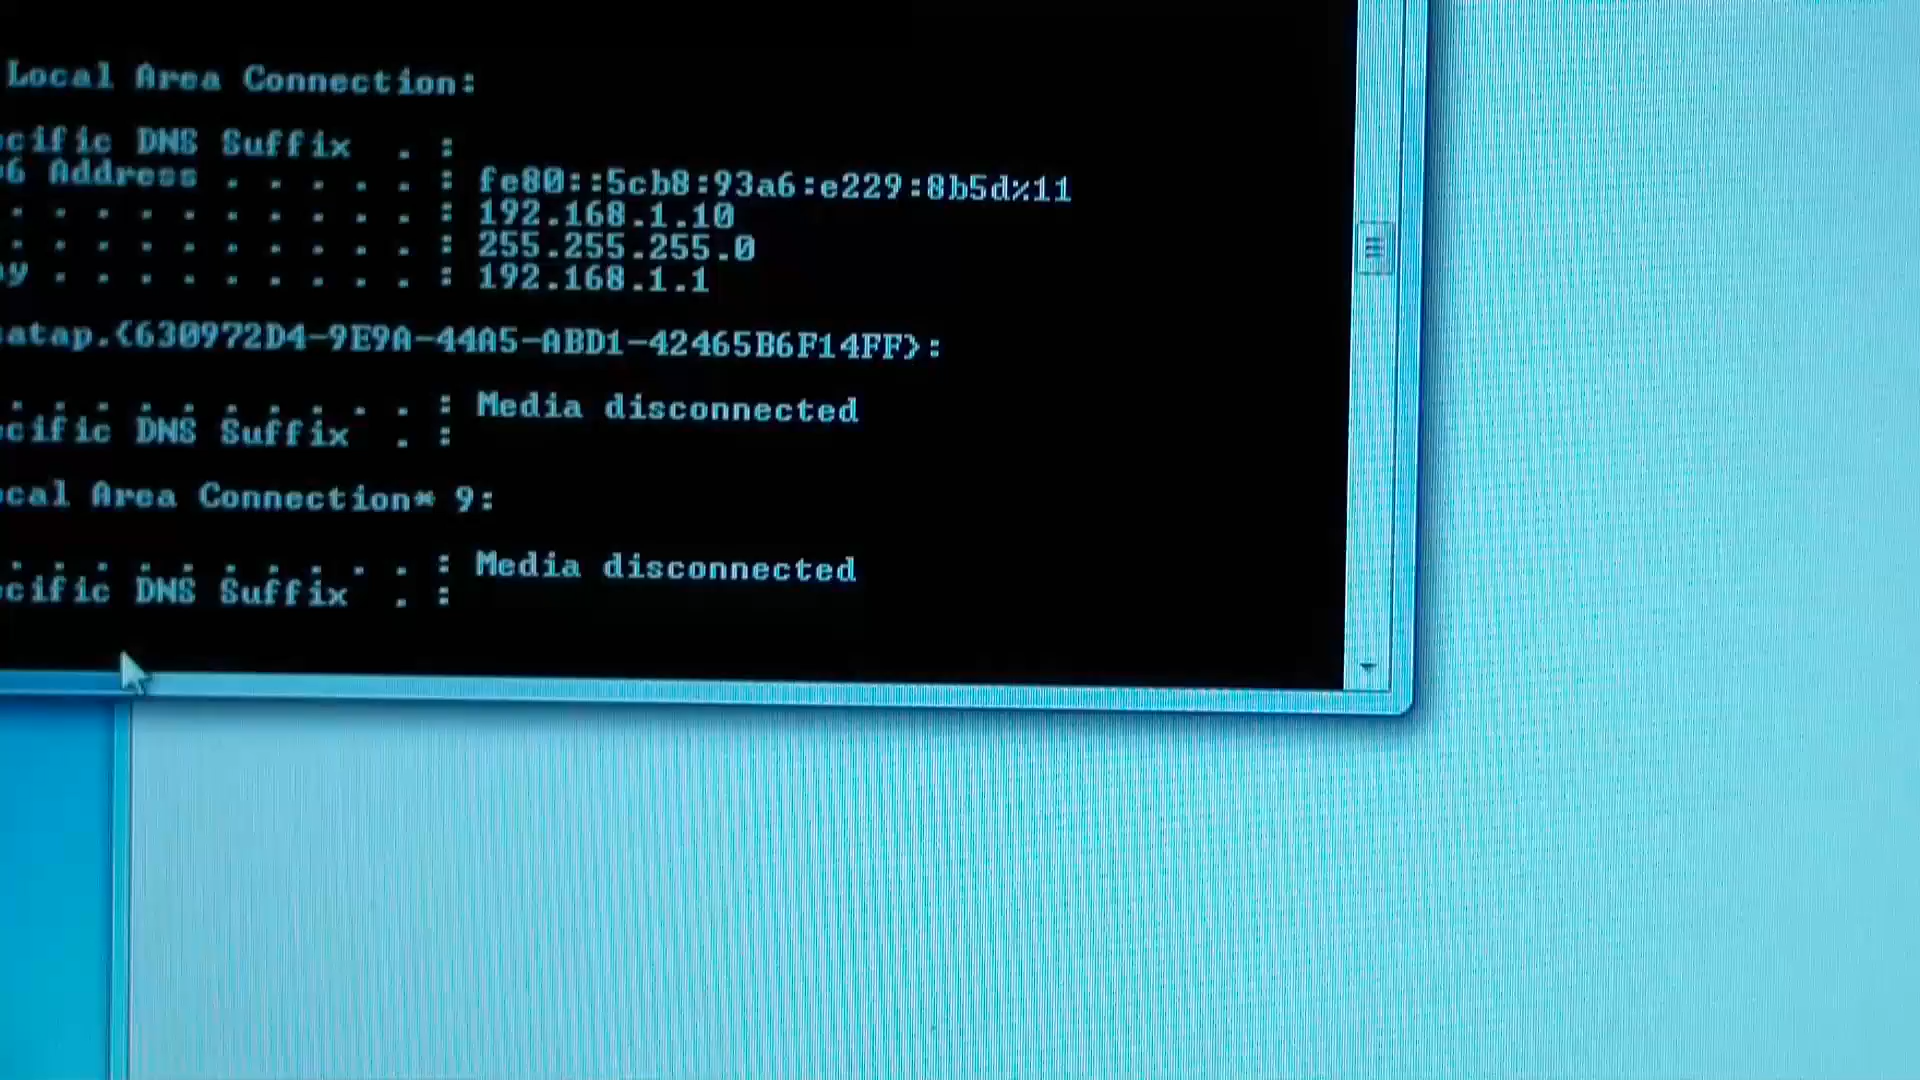 Local Area Connection:
cific DNS Suffix . :
6 Address . . . . . : fe80::5cb8:93a6:e229:8b5d%11
. . . . . . . . . . : 192.168.1.10
. . . . . . . . . . : 255.255.255.0
ay . . . . . . . . . : 192.168.1.1
atap.{630972D4-9E9A-44A5-ABD1-42465B6F14FF}:
. . . . . . . . . . : Media disconnected
cific DNS Suffix . :
cal Area Connection* 9:
. . . . . . . . . . : Media disconnected
cific DNS Suffix . :